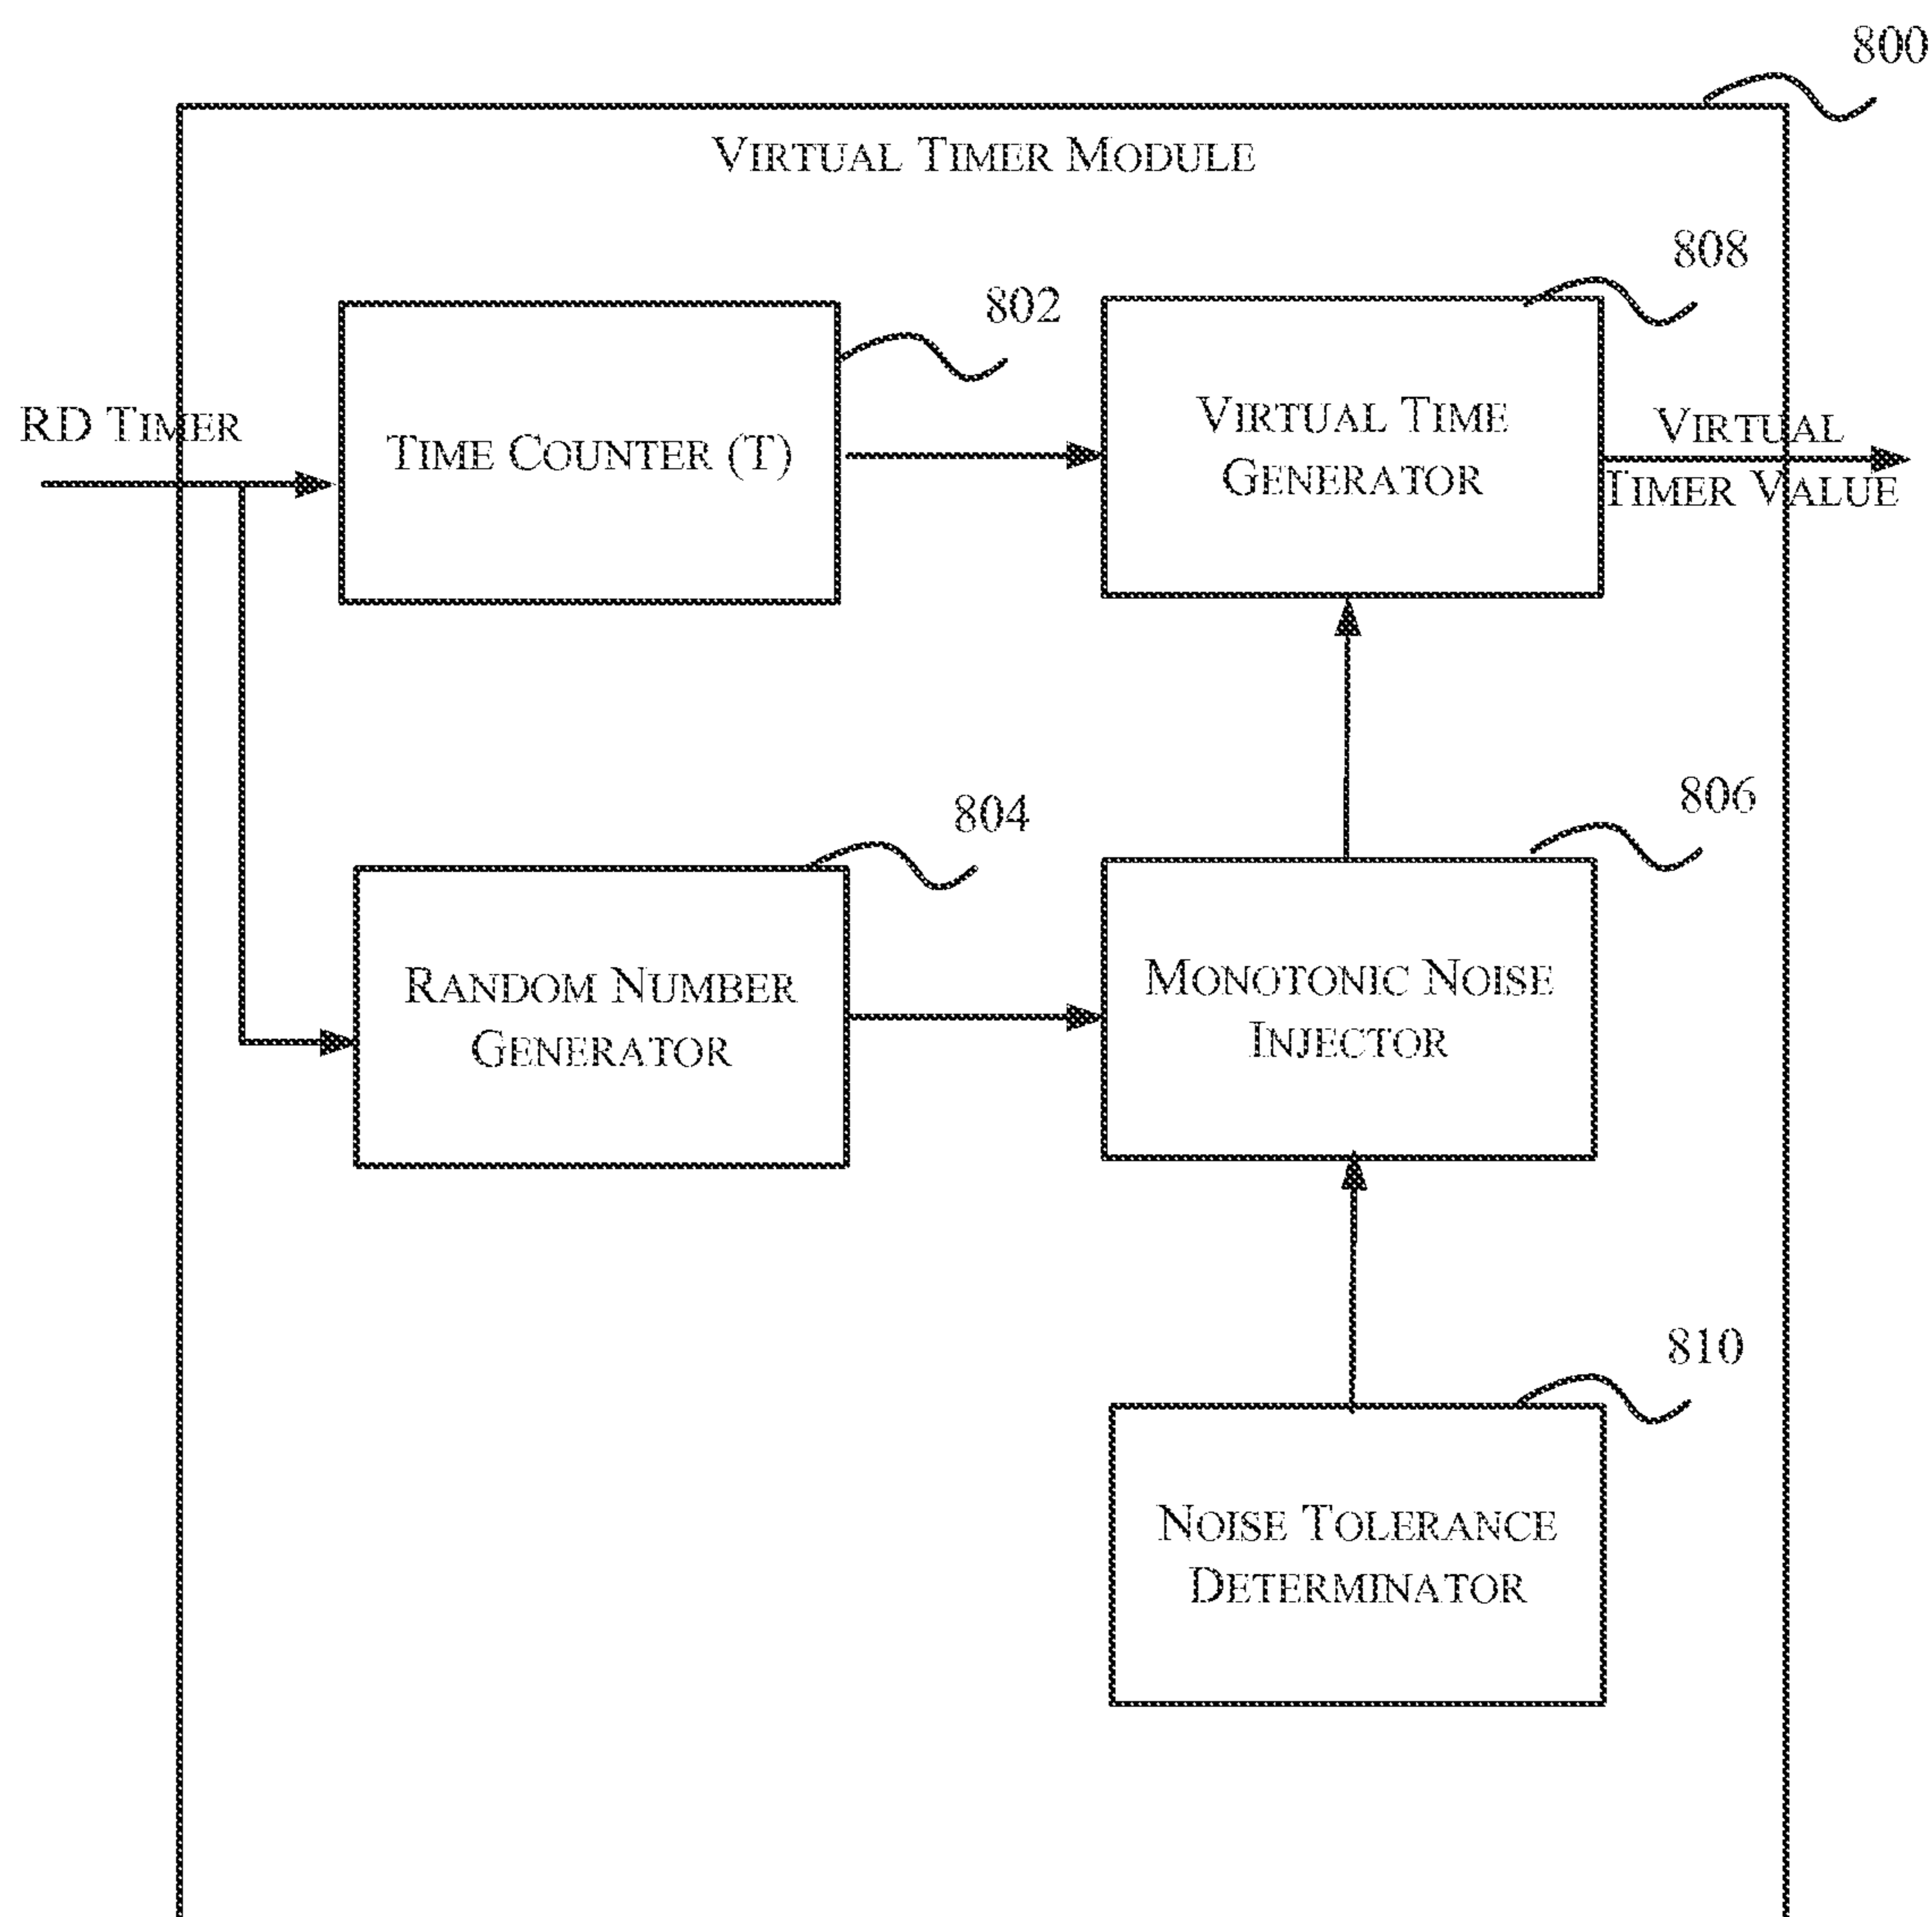 800
VIRTUAL TIMER MODULE
808
802
RD TIMER
TIME COUNTER (T)
VIRTUAL TIME
GENERATOR
VIRTUAL
TIMER VALUE
804
806
RANDOM NUMBER
GENERATOR
MONOTONIC NOISE
INJECTOR
810
NOISE TOLERANCE
DETERMINATOR